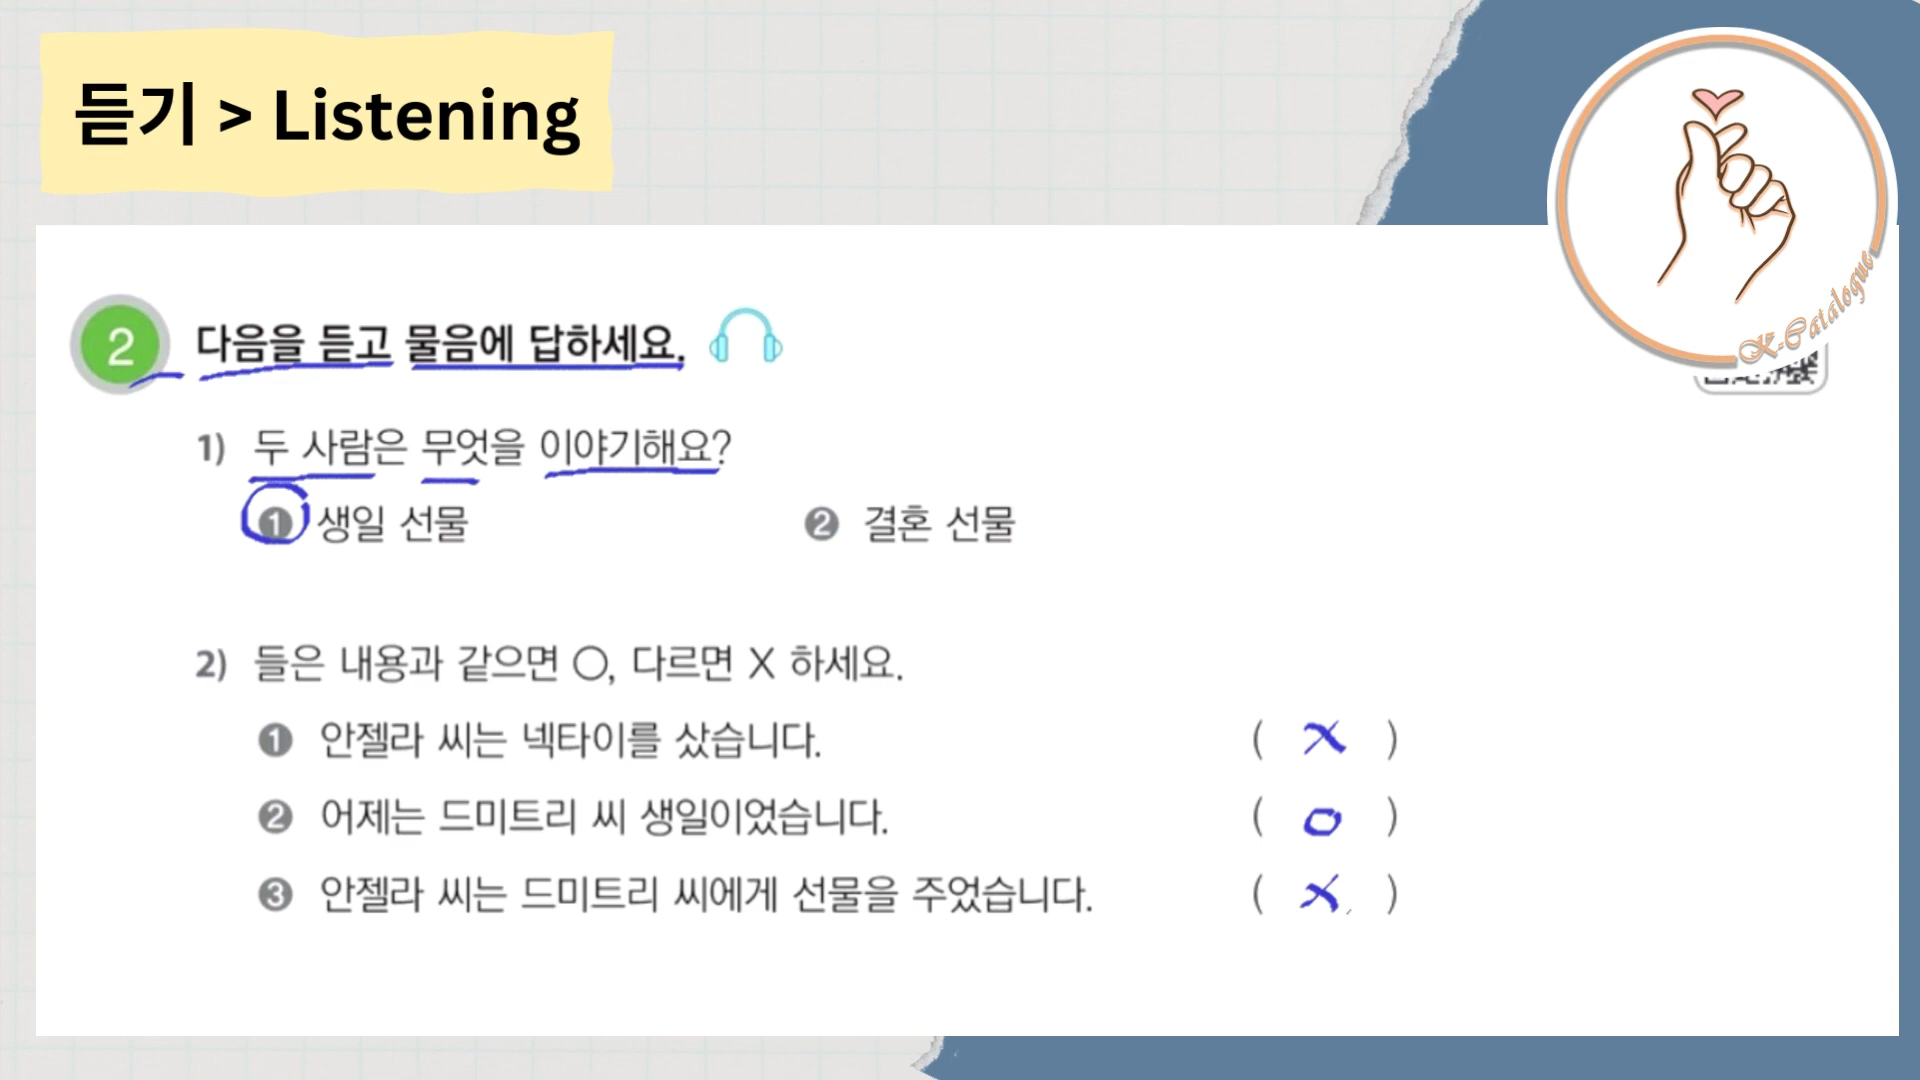 듣기 > Listening
K-Catalogue
2 다음을 듣고 물음에 답하세요.
1) 두 사람은 무엇을 이야기해요?
1 생일 선물 2 결혼 선물
2) 들은 내용과 같으면 ○, 다르면 X 하세요.
1 안젤라 씨는 넥타이를 샀습니다. ( X )
2 어제는 드미트리 씨 생일이었습니다. ( O )
3 안젤라 씨는 드미트리 씨에게 선물을 주었습니다. ( X )